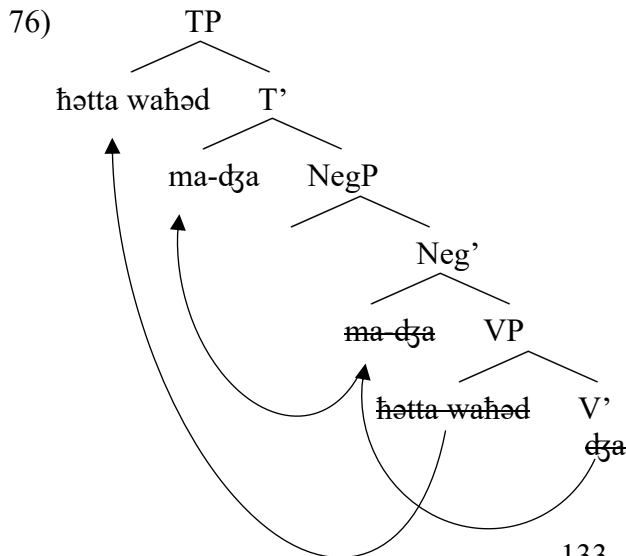 76) TP
ħətta waħəd T’
ma-ʤa NegP
Neg’
ma-ʤa VP
ħətta waħəd V’
ʤa
133